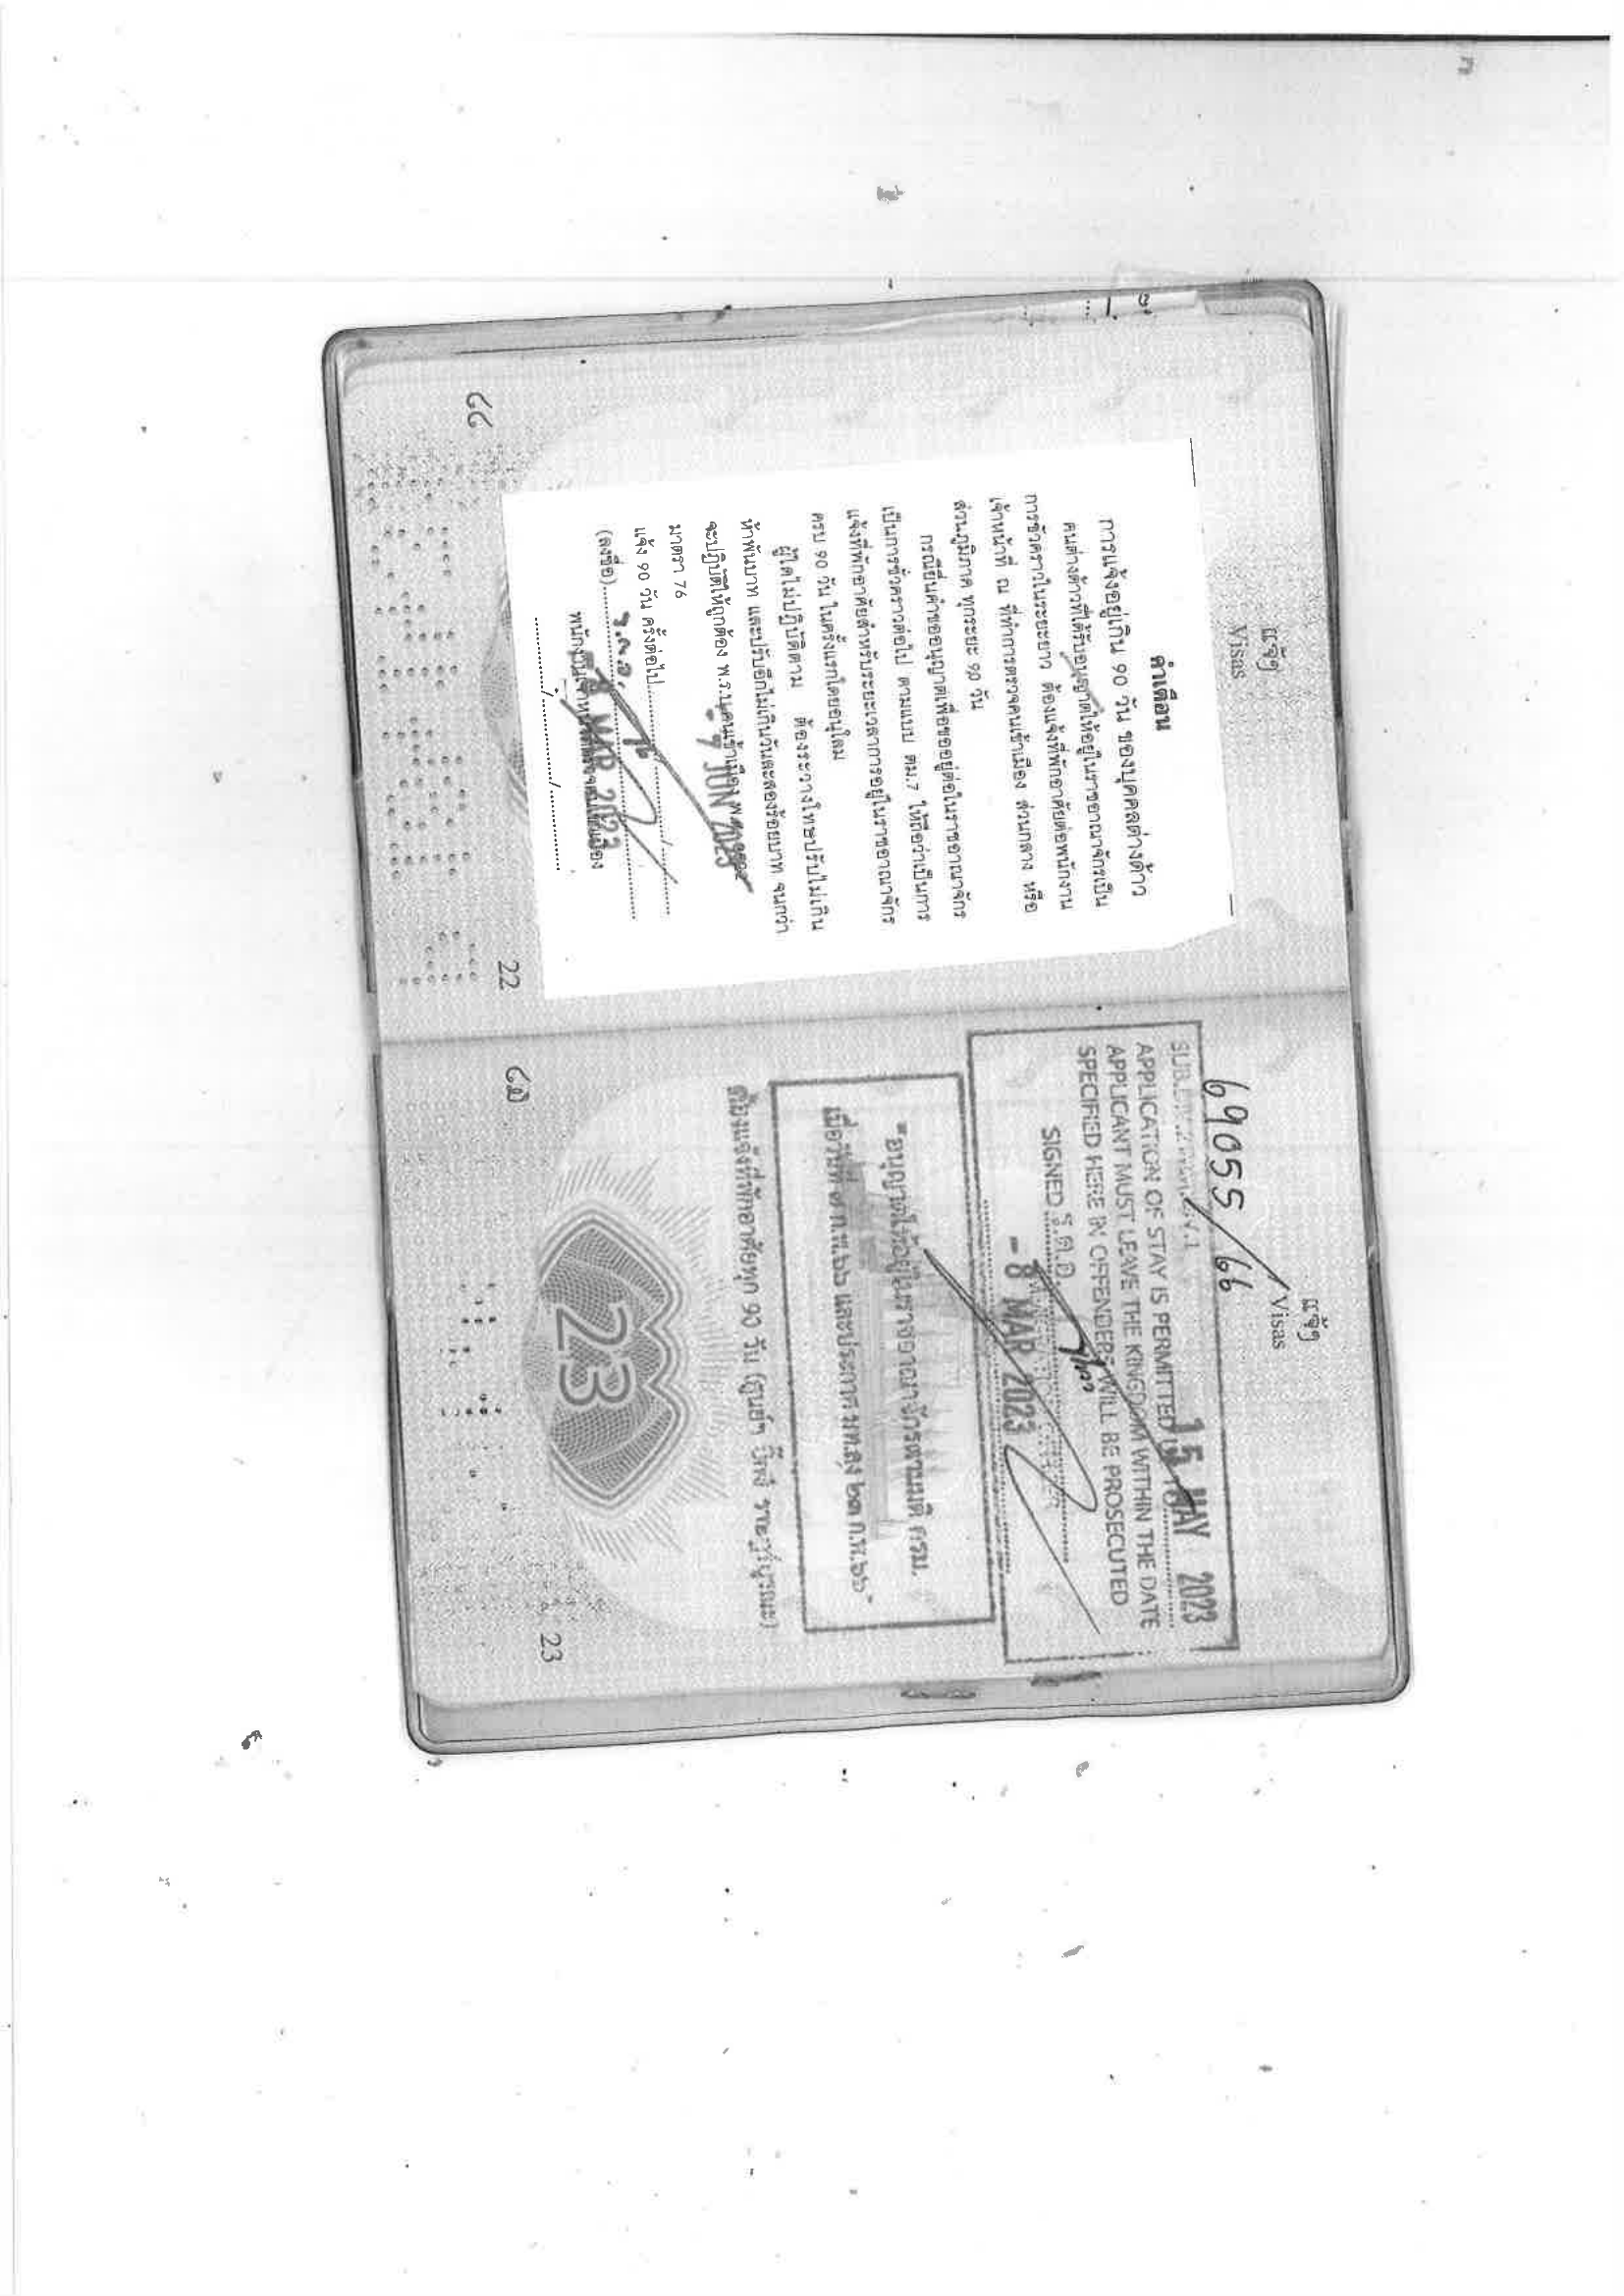 Visas
คำเตือน
การแจ้งอยู่เกิน 90 วัน ของบุคคลต่างด้าว
คนต่างด้าวที่ได้รับอนุญาตให้อยู่ในราชอาณาจักรเป็น
การชั่วคราวในระยะยาว ต้องแจ้งที่พักอาศัยต่อพนักงาน
เจ้าหน้าที่ ณ ที่ทำการตรวจคนเข้าเมือง ส่วนกลาง หรือ
ส่วนภูมิภาค ทุกระยะ 90 วัน
กรณียื่นคำขออนุญาตเพื่อขออยู่ต่อในราชอาณาจักร
เป็นการชั่วคราวต่อไป ตามแบบ ตม.7 ให้ถือว่าเป็นการ
แจ้งที่พักอาศัยสำหรับระยะเวลาการอยู่ในราชอาณาจักร
ครบ 90 วัน ในครั้งแรกโดยอนุโลม
ผู้ใดไม่ปฏิบัติตาม ต้องระวางโทษปรับไม่เกิน
ห้าพันบาท และปรับอีกไม่เกินวันละสองร้อยบาท จนกว่า
จะปฏิบัติให้ถูกต้อง พ.ร.บ.คนเข้าเมือง พ.ศ.
มาตรา 76
- 7 JUN 2023
แจ้ง 90 วัน ครั้งต่อไป......................./.......................
(ลงชื่อ)
- 8 MAR 2023
พนักงานเจ้าหน้าที่ตรวจคนเข้าเมือง
............../............../..............
22
Visas
69055/66
APPLICATION OF STAY IS PERMITTED UP TO 15 MAY 2023
APPLICANT MUST LEAVE THE KINGDOM WITHIN THE DATE
SPECIFIED HERE IN OFFENDERS WILL BE PROSECUTED
SIGNED ร.ต.อ.
- 8 MAR 2023
"อนุญาตให้อยู่ในราชอาณาจักรตามมติ ครม.
เมื่อวันที่ ๗ ก.พ.๖๖ และประกาศ มท.ลง ๒๓ ก.พ.๖๖"
ต้องแจ้งที่พักอาศัยทุก 90 วัน (ศูนย์ฯ บิ๊กซี ราษฎร์บูรณะ)
23
23